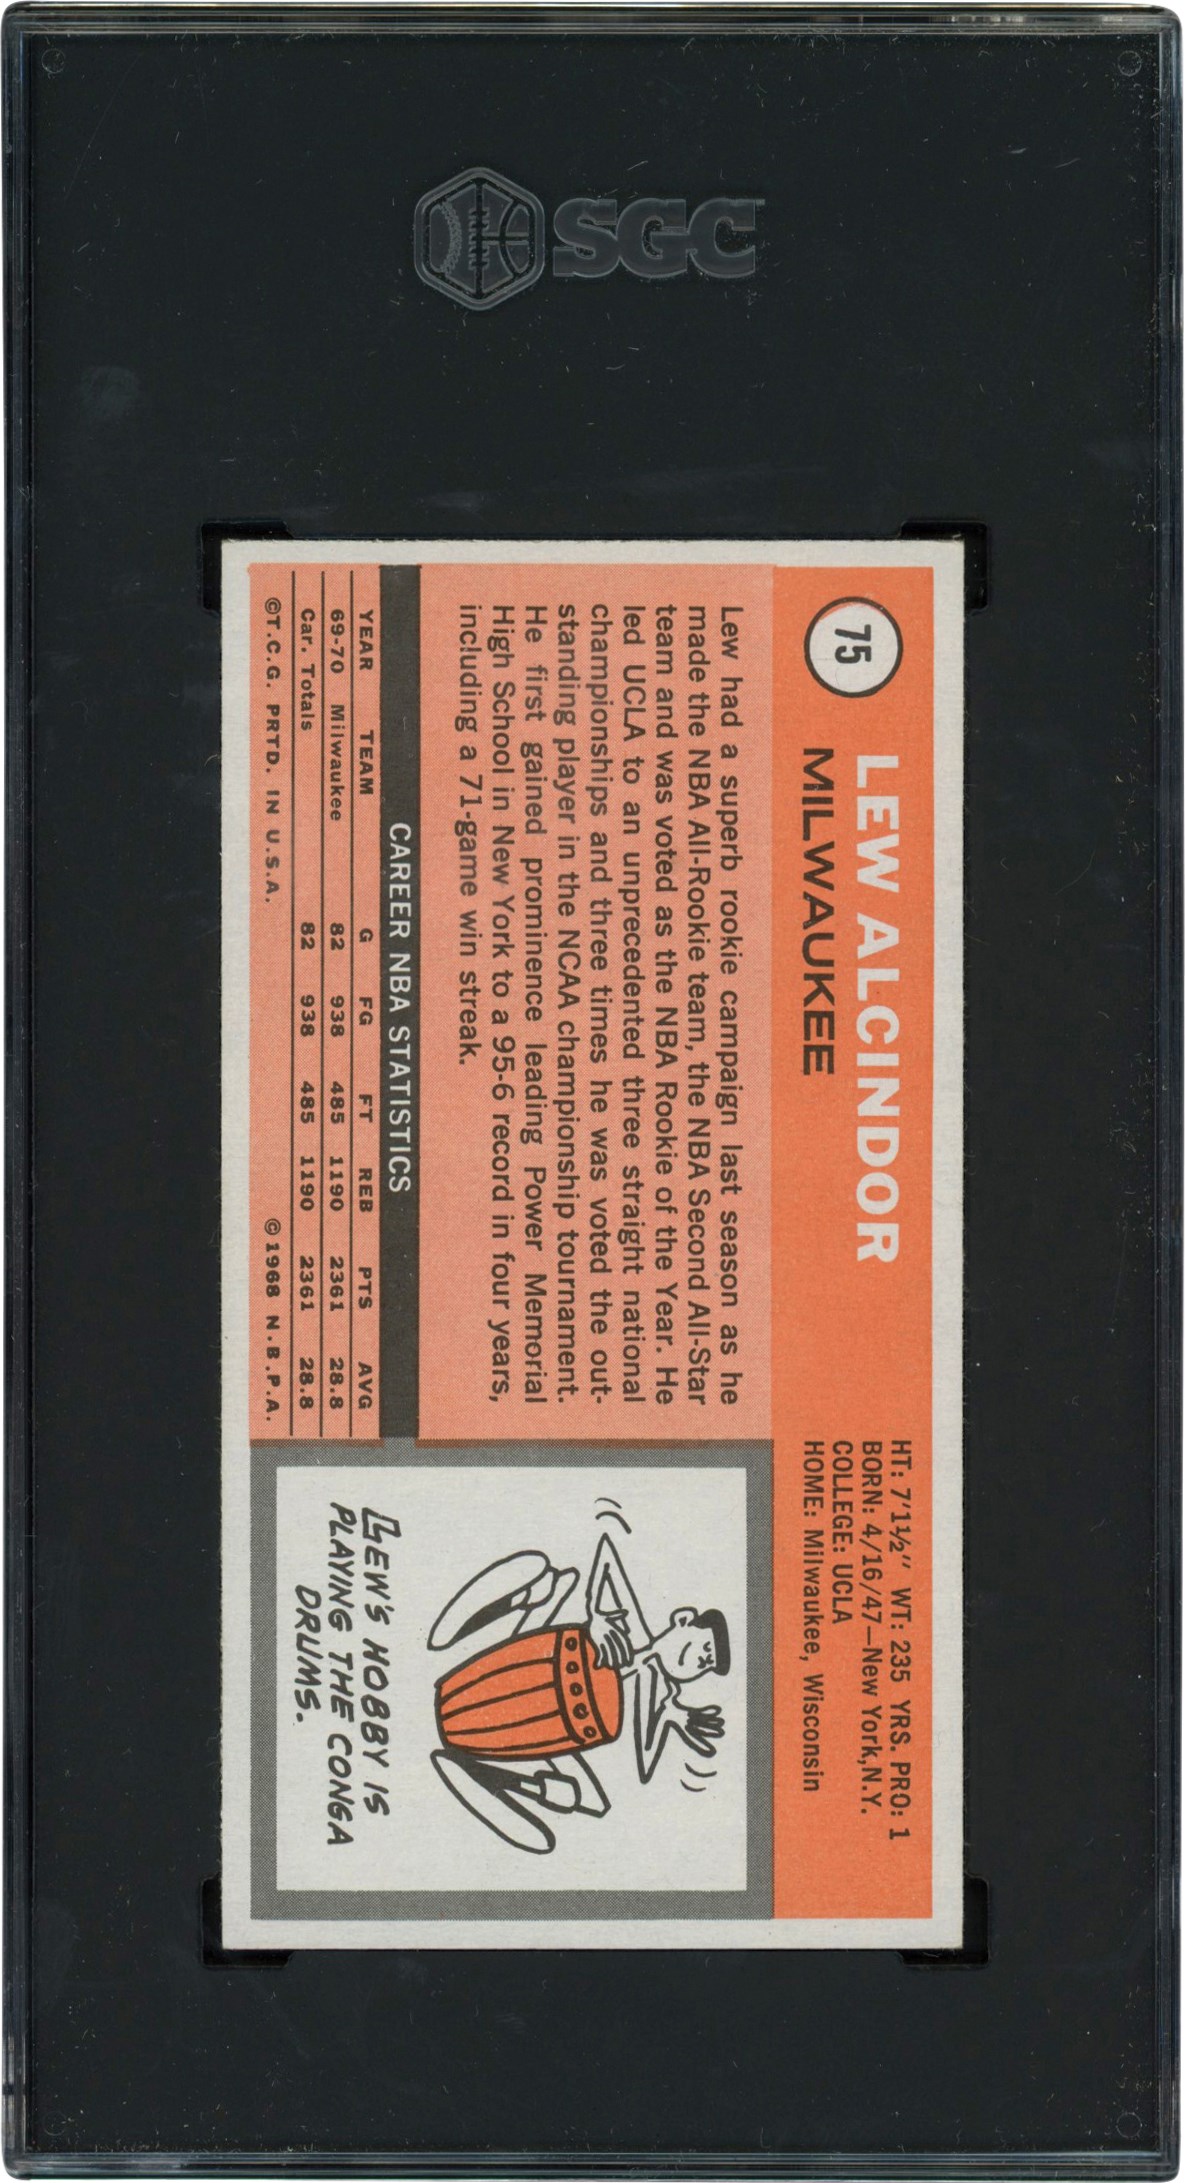 SGC
75
LEW ALCINDOR
MILWAUKEE
HT: 7'1½" WT: 235 YRS. PRO: 1
BORN: 4/16/47—New York, N.Y.
COLLEGE: UCLA
HOME: Milwaukee, Wisconsin
Lew had a superb rookie campaign last season as he
made the NBA All-Rookie team, the NBA Second All-Star
team and was voted as the NBA Rookie of the Year. He
led UCLA to an unprecedented three straight national
championships and three times he was voted the out-
standing player in the NCAA championship tournament.
He first gained prominence leading Power Memorial
High School in New York to a 95-6 record in four years,
including a 71-game win streak.
CAREER NBA STATISTICS
YEAR TEAM G FG FT REB PTS AVG
69-70 Milwaukee 82 938 485 1190 2361 28.8
Car. Totals 82 938 485 1190 2361 28.8
©T.C.G. PRTD. IN U.S.A. ©1968 N.B.P.A.
LEW'S HOBBY IS
PLAYING THE CONGA
DRUMS.